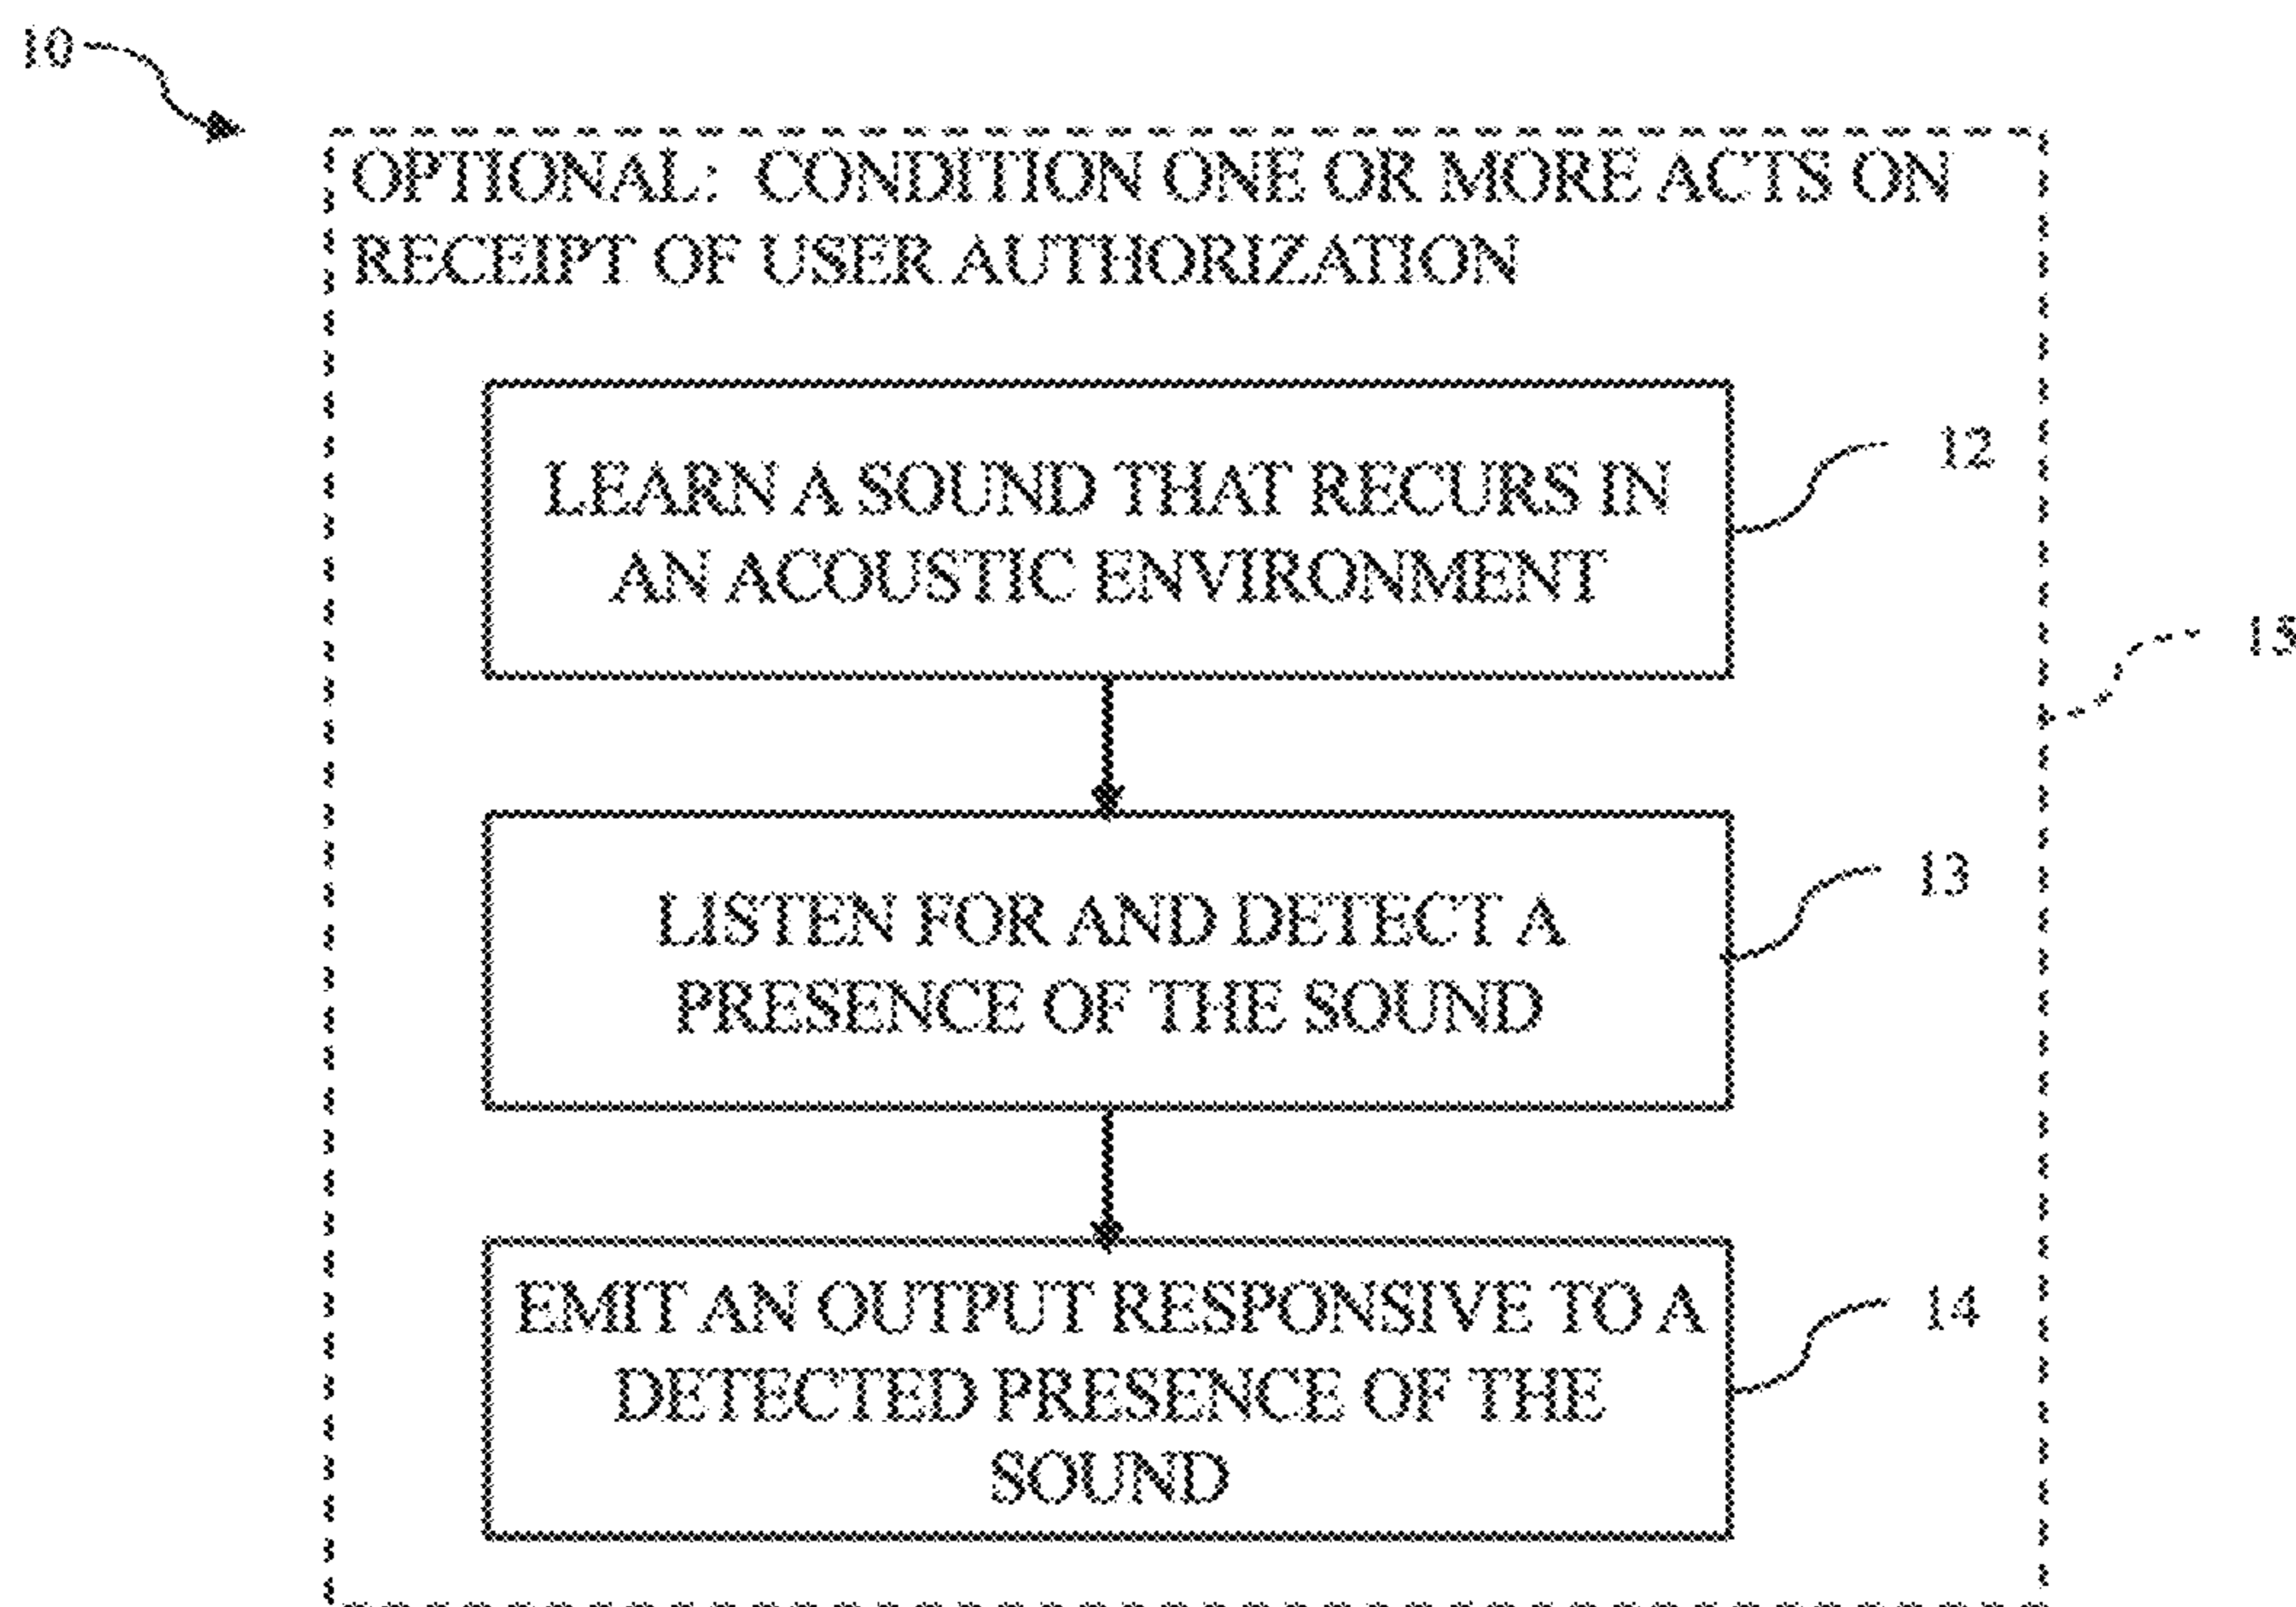 10
OPTIONAL: CONDITION ONE OR MORE ACTS ON
RECEIPT OF USER AUTHORIZATION
LEARN A SOUND THAT RECURS IN
AN ACOUSTIC ENVIRONMENT
12
15
LISTEN FOR AND DETECT A
PRESENCE OF THE SOUND
13
EMIT AN OUTPUT RESPONSIVE TO A
DETECTED PRESENCE OF THE
SOUND
14